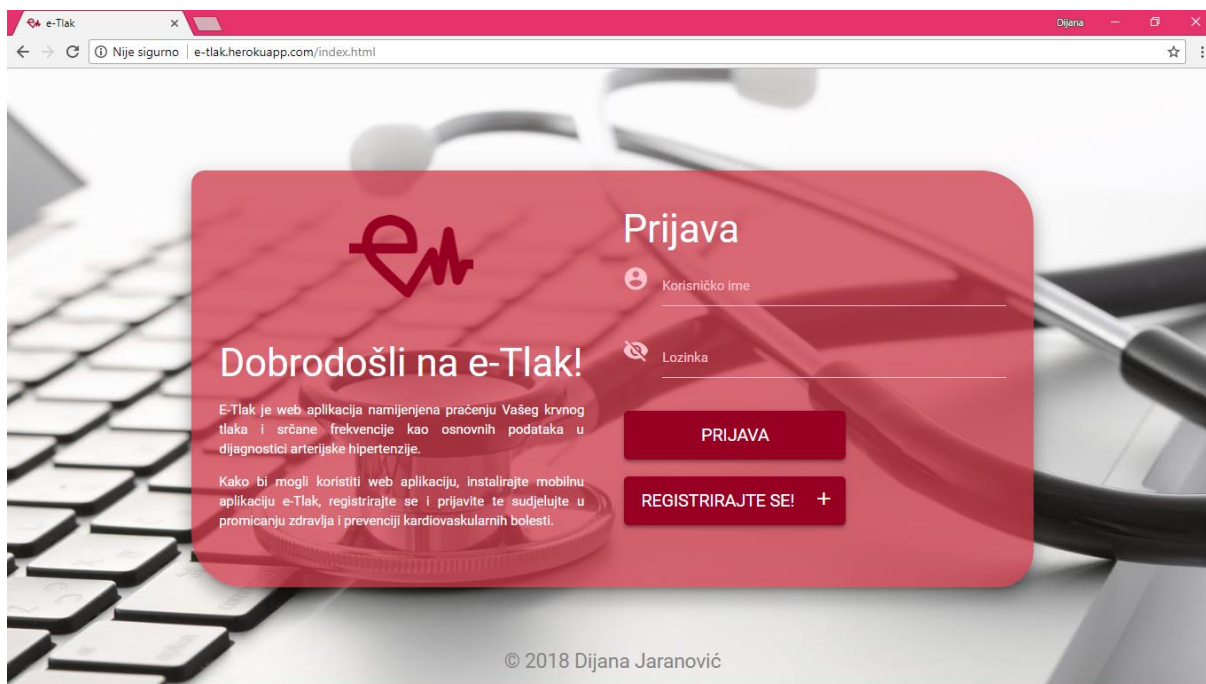 e-Tlak
Dijana
Nije sigurno | e-tlak.herokuapp.com/index.html
Dobrodošli na e-Tlak!
E-Tlak je web aplikacija namijenjena praćenju Vašeg krvnog
tlaka i srčane frekvencije kao osnovnih podataka u
dijagnostici arterijske hipertenzije.
Kako bi mogli koristiti web aplikaciju, instalirajte mobilnu
aplikaciju e-Tlak, registrirajte se i prijavite te sudjelujte u
promicanju zdravlja i prevenciji kardiovaskularnih bolesti.
Prijava
Korisničko ime
Lozinka
PRIJAVA
REGISTRIRAJTE SE! +
© 2018 Dijana Jaranović